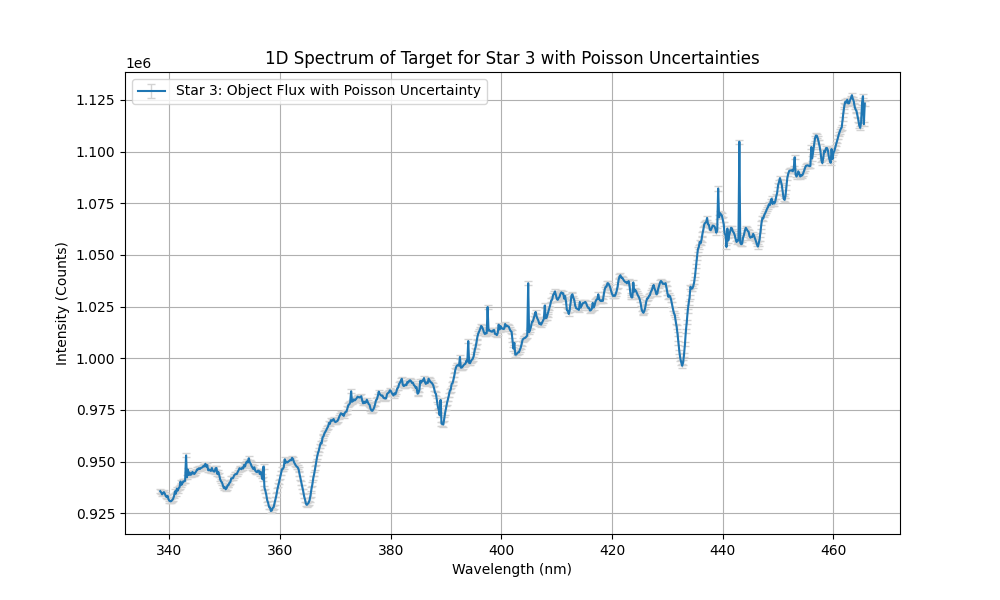 1D Spectrum of Target for Star 3 with Poisson Uncertainties
1e6
Star 3: Object Flux with Poisson Uncertainty
1.125
1.100
1.075
1.050
1.025
1.000
0.975
0.950
0.925
Intensity (Counts)
340 360 380 400 420 440 460
Wavelength (nm)